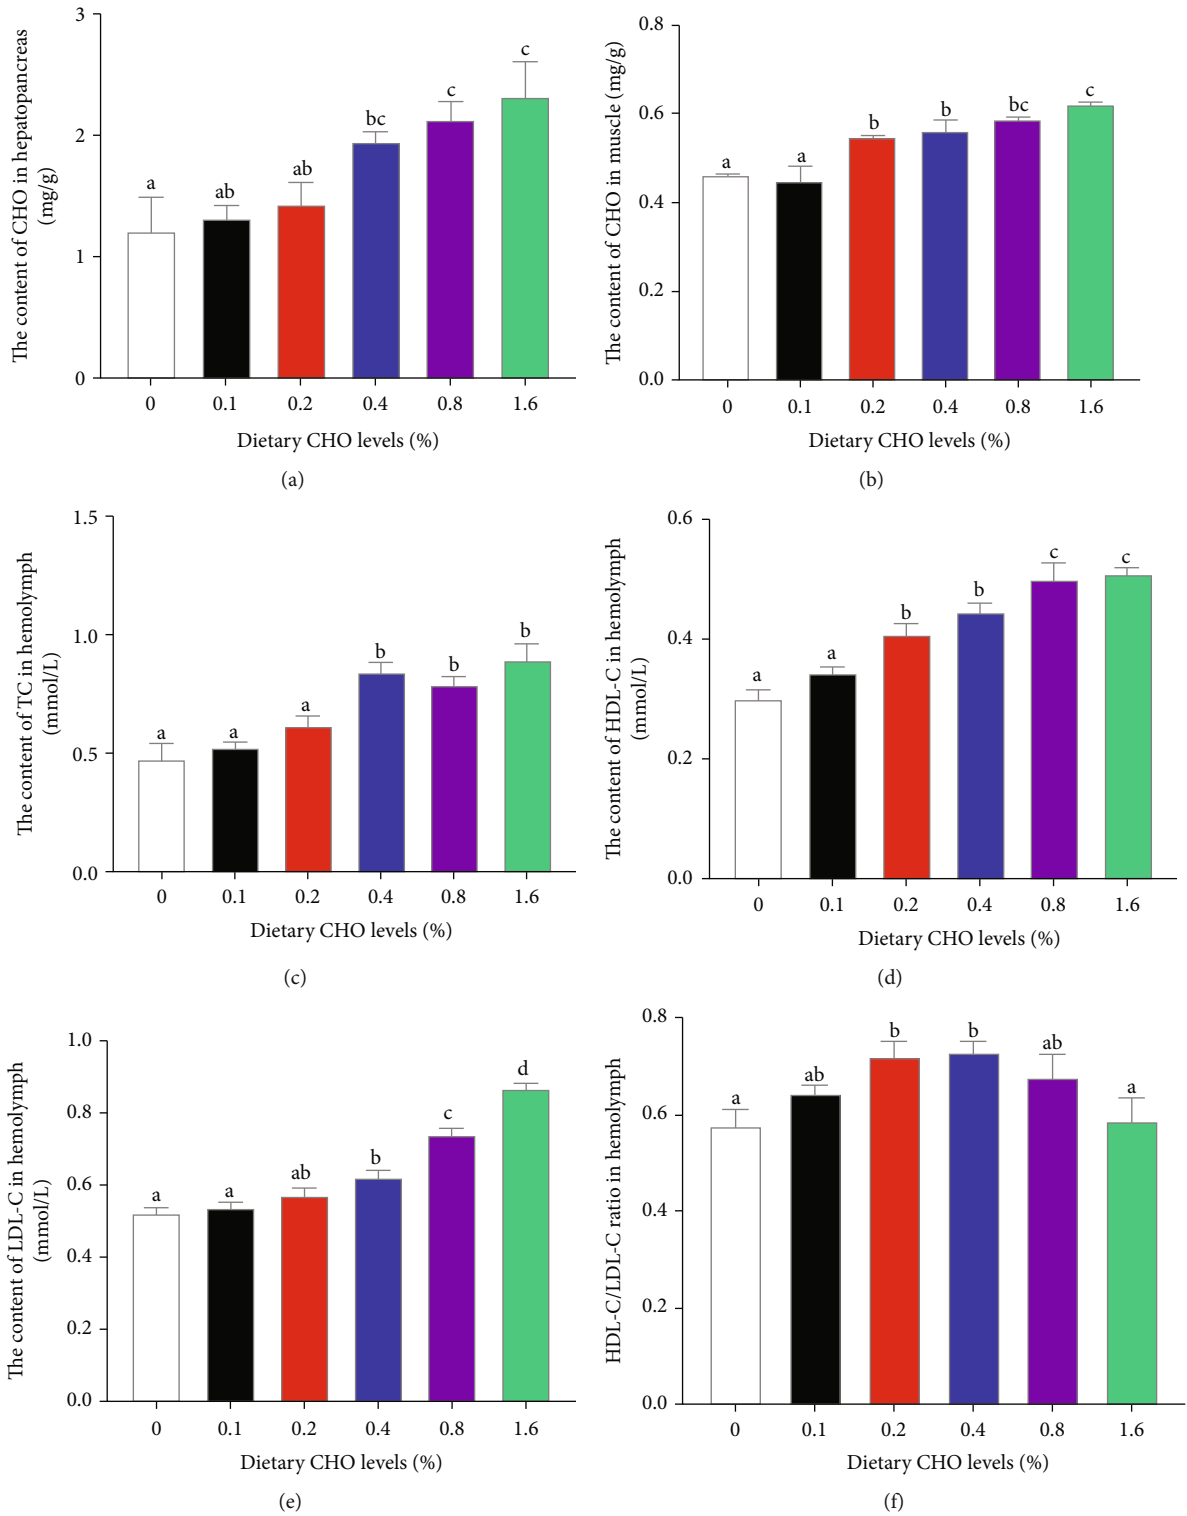 The content of CHO in hepatopancreas
(mg/g)
3
2
1
0
a
ab
ab
bc
c
c
0 0.1 0.2 0.4 0.8 1.6
Dietary CHO levels (%)
(a)
The content of CHO in muscle (mg/g)
0.8
0.6
0.4
0.2
0.0
a
a
b
b
bc
c
0 0.1 0.2 0.4 0.8 1.6
Dietary CHO levels (%)
(b)
The content of TC in hemolymph
(mmol/L)
1.5
1.0
0.5
0.0
a
a
a
b
b
b
0 0.1 0.2 0.4 0.8 1.6
Dietary CHO levels (%)
(c)
The content of HDL-C in hemolymph
(mmol/L)
0.6
0.4
0.2
0.0
a
a
b
b
c
c
0 0.1 0.2 0.4 0.8 1.6
Dietary CHO levels (%)
(d)
The content of LDL-C in hemolymph
(mmol/L)
1.0
0.8
0.6
0.4
0.2
0.0
a
a
ab
b
c
d
0 0.1 0.2 0.4 0.8 1.6
Dietary CHO levels (%)
(e)
HDL-C/LDL-C ratio in hemolymph
0.8
0.6
0.4
0.2
0.0
a
ab
b
b
ab
a
0 0.1 0.2 0.4 0.8 1.6
Dietary CHO levels (%)
(f)